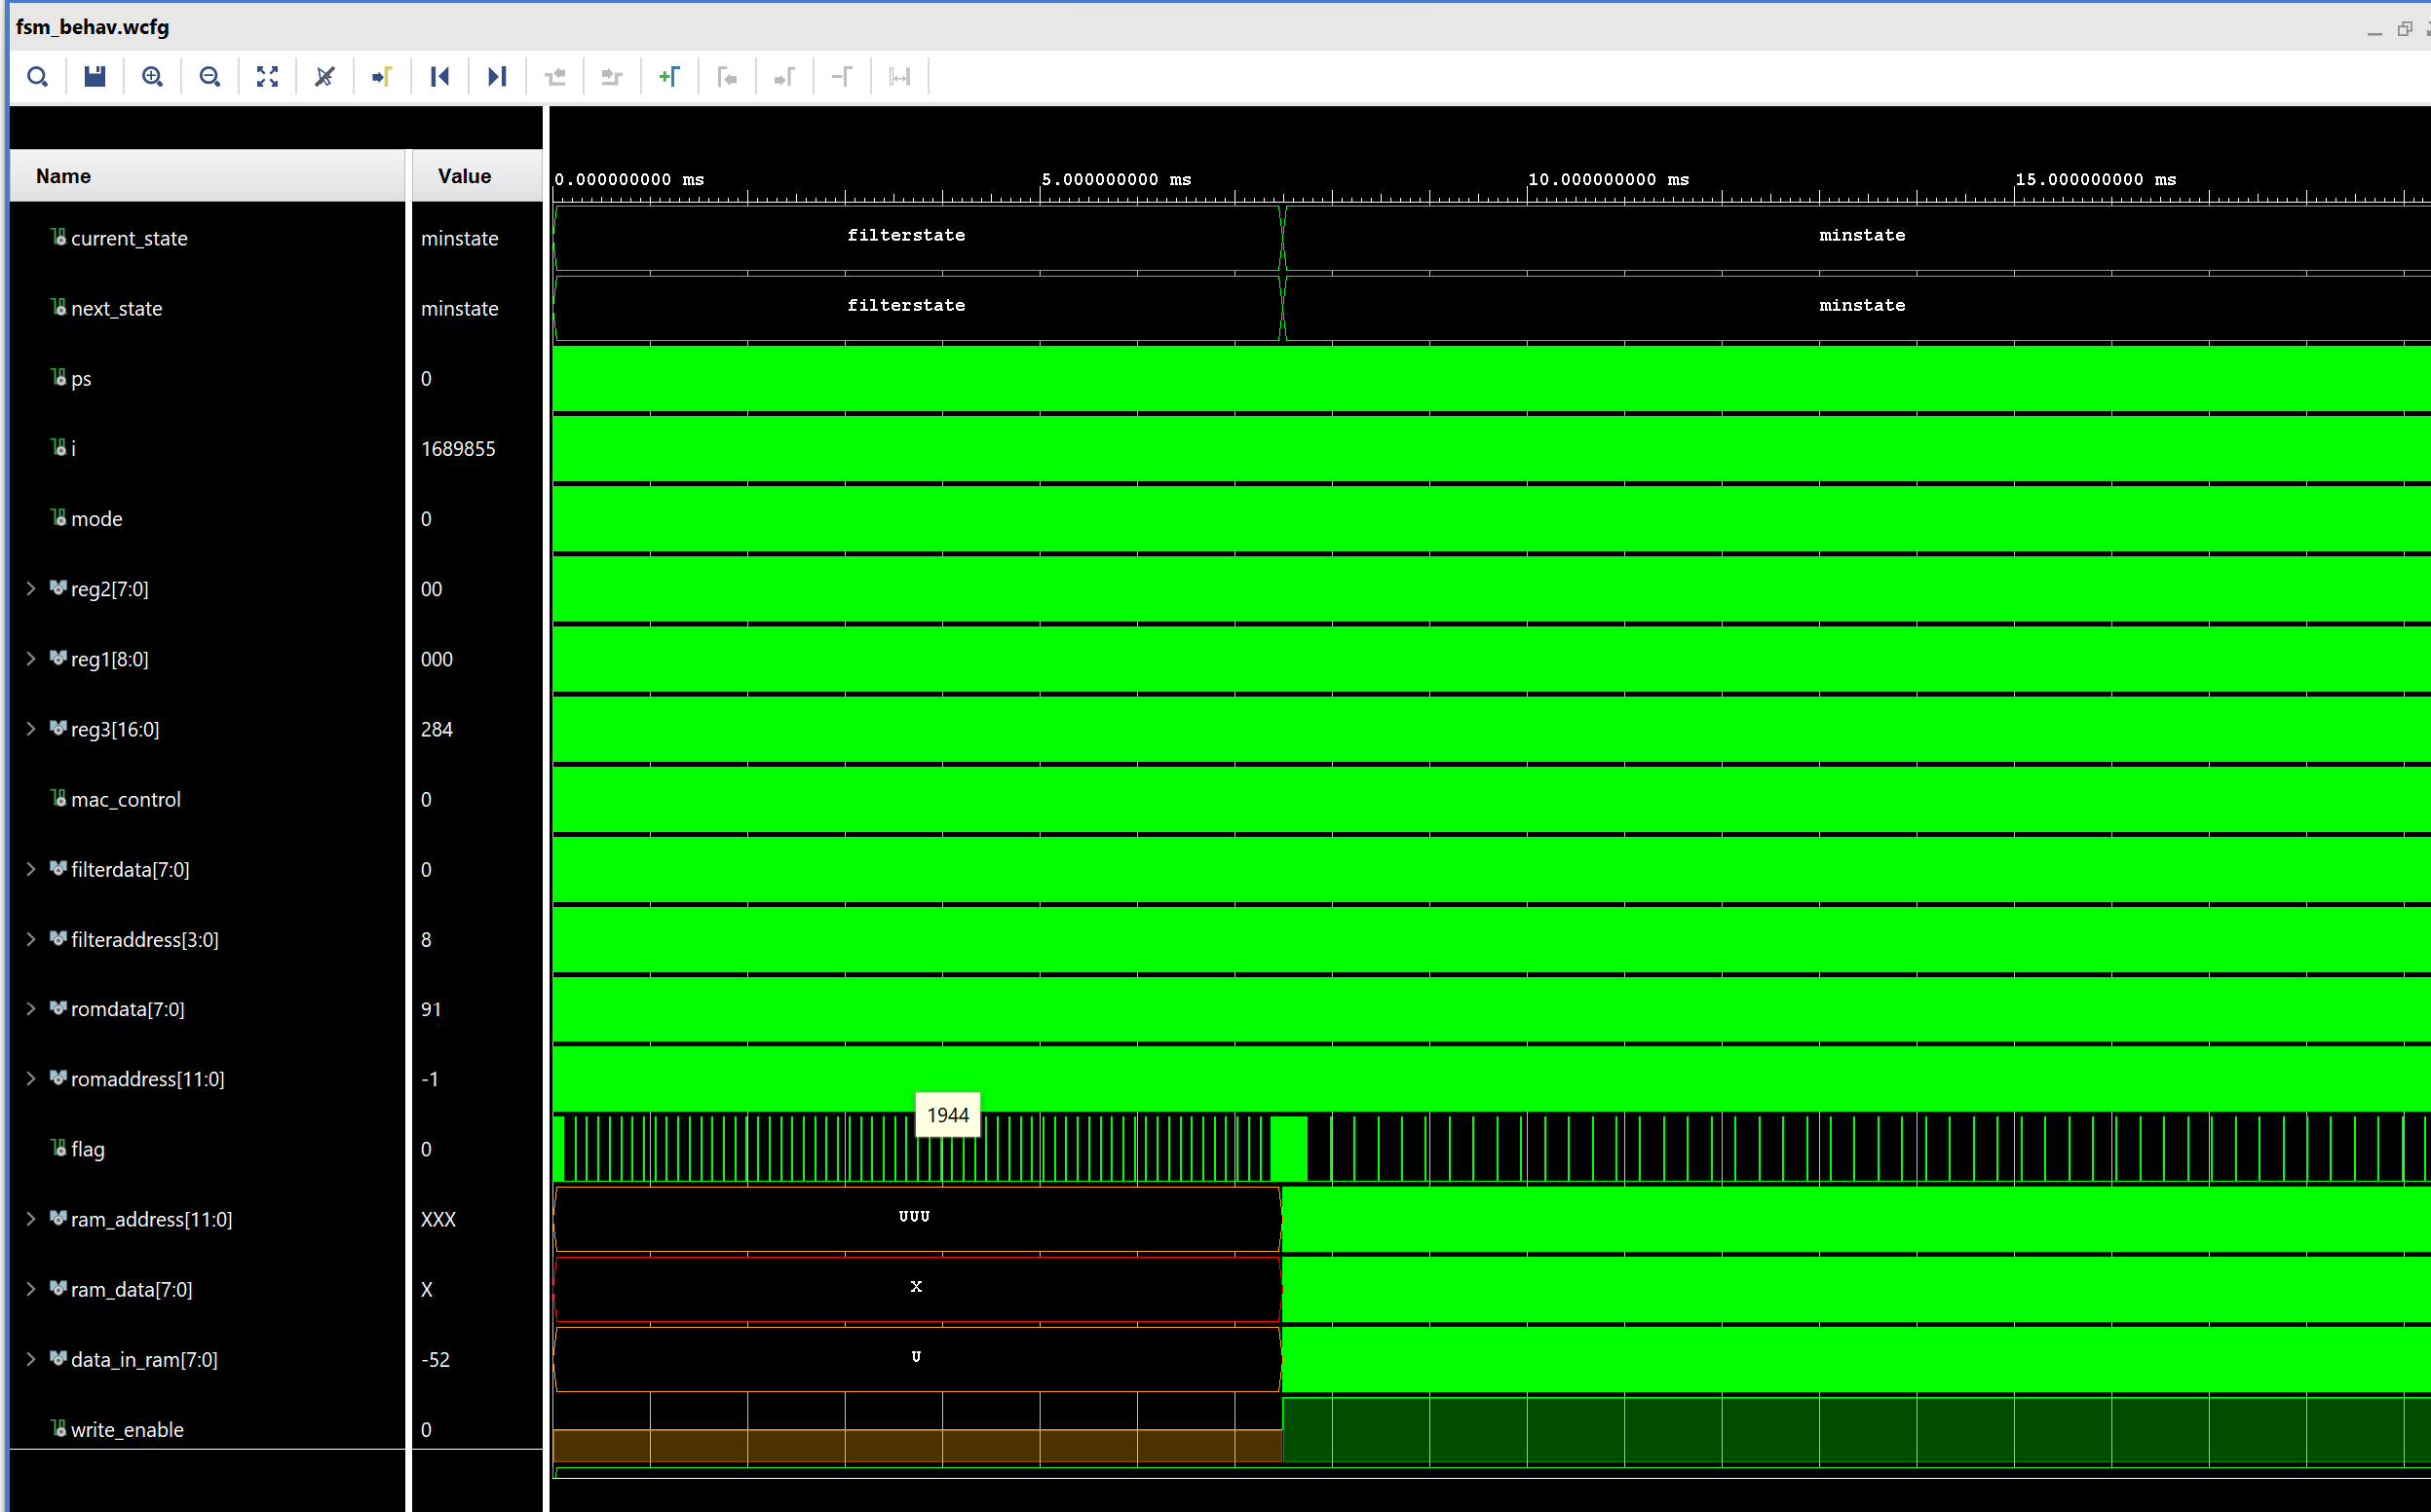 fsm_behav.wcfg
Name Value
0.000000000 ms 5.000000000 ms 10.000000000 ms 15.000000000 ms
current_state minstate filterstate minstate
next_state minstate filterstate minstate
ps 0
i 1689855
mode 0
reg2[7:0] 00
reg1[8:0] 000
reg3[16:0] 284
mac_control 0
filterdata[7:0] 0
filteraddress[3:0] 8
romdata[7:0] 91
romaddress[11:0] -1
1944
flag 0
ram_address[11:0] XXX UUU
ram_data[7:0] X X
data_in_ram[7:0] -52 U
write_enable 0